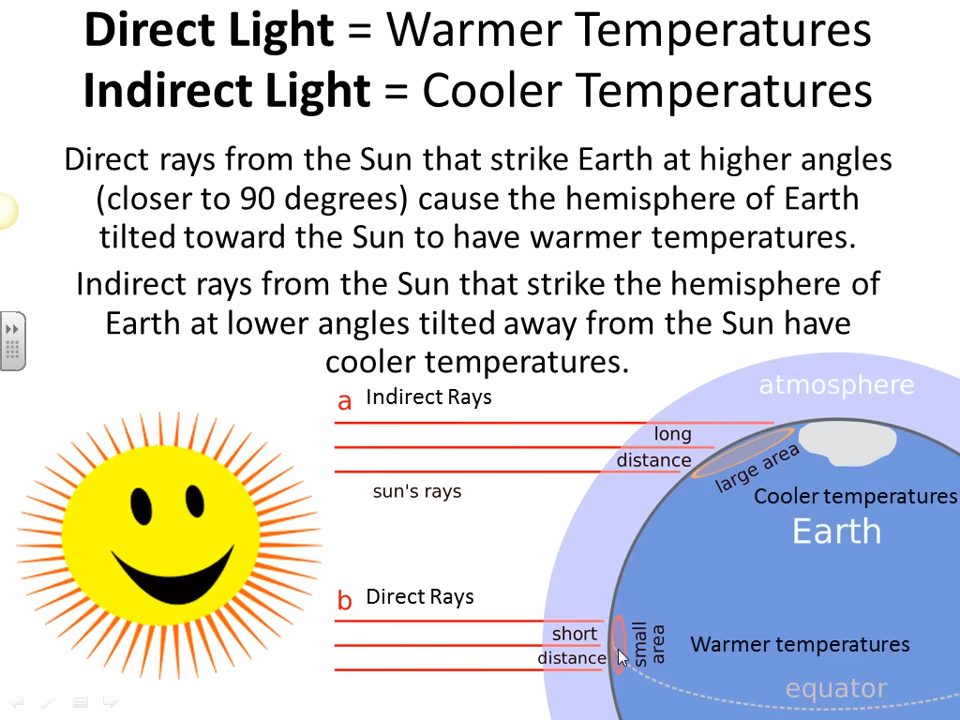 Direct Light = Warmer Temperatures
Indirect Light = Cooler Temperatures
Direct rays from the Sun that strike Earth at higher angles
(closer to 90 degrees) cause the hemisphere of Earth
tilted toward the Sun to have warmer temperatures.
Indirect rays from the Sun that strike the hemisphere of
Earth at lower angles tilted away from the Sun have
cooler temperatures.
atmosphere
a Indirect Rays
long
distance
large area
sun's rays
Cooler temperatures
Earth
b Direct Rays
short
distance
small
area
Warmer temperatures
equator